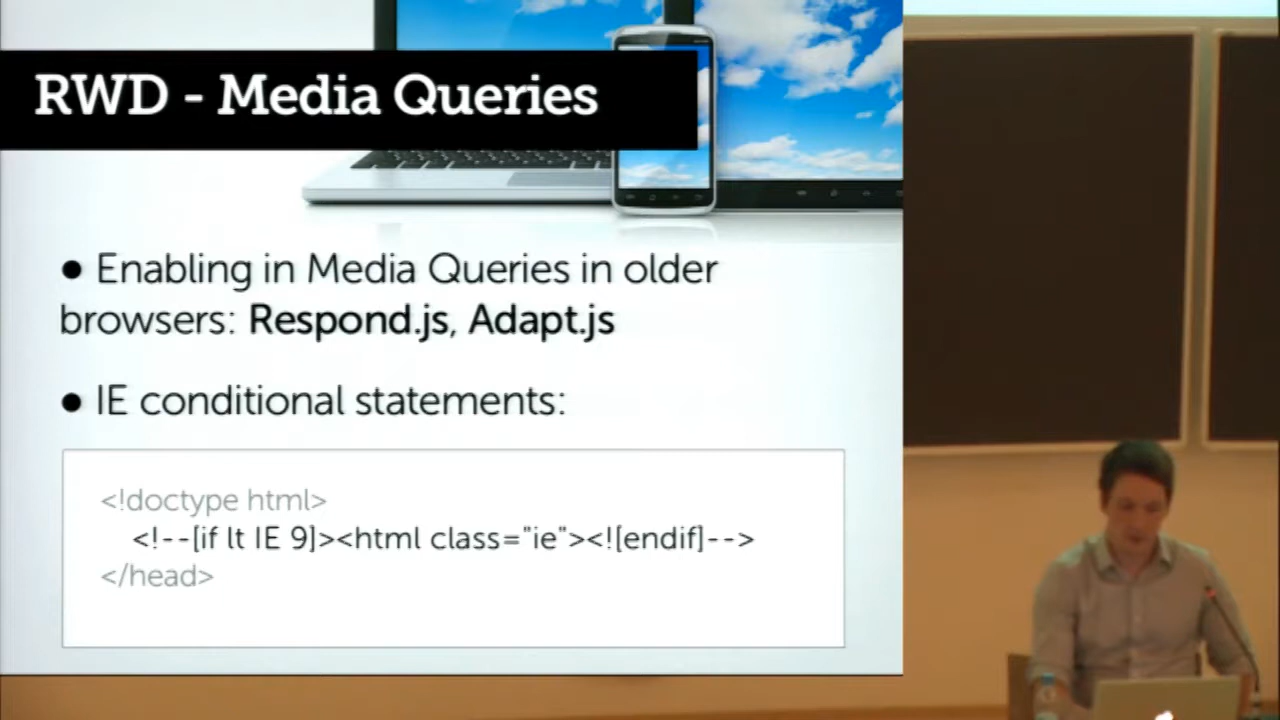 RWD - Media Queries
● Enabling in Media Queries in older
browsers: Respond.js, Adapt.js
● IE conditional statements:
<!doctype html>
<!--[if lt IE 9]><html class="ie"><![endif]-->
</head>